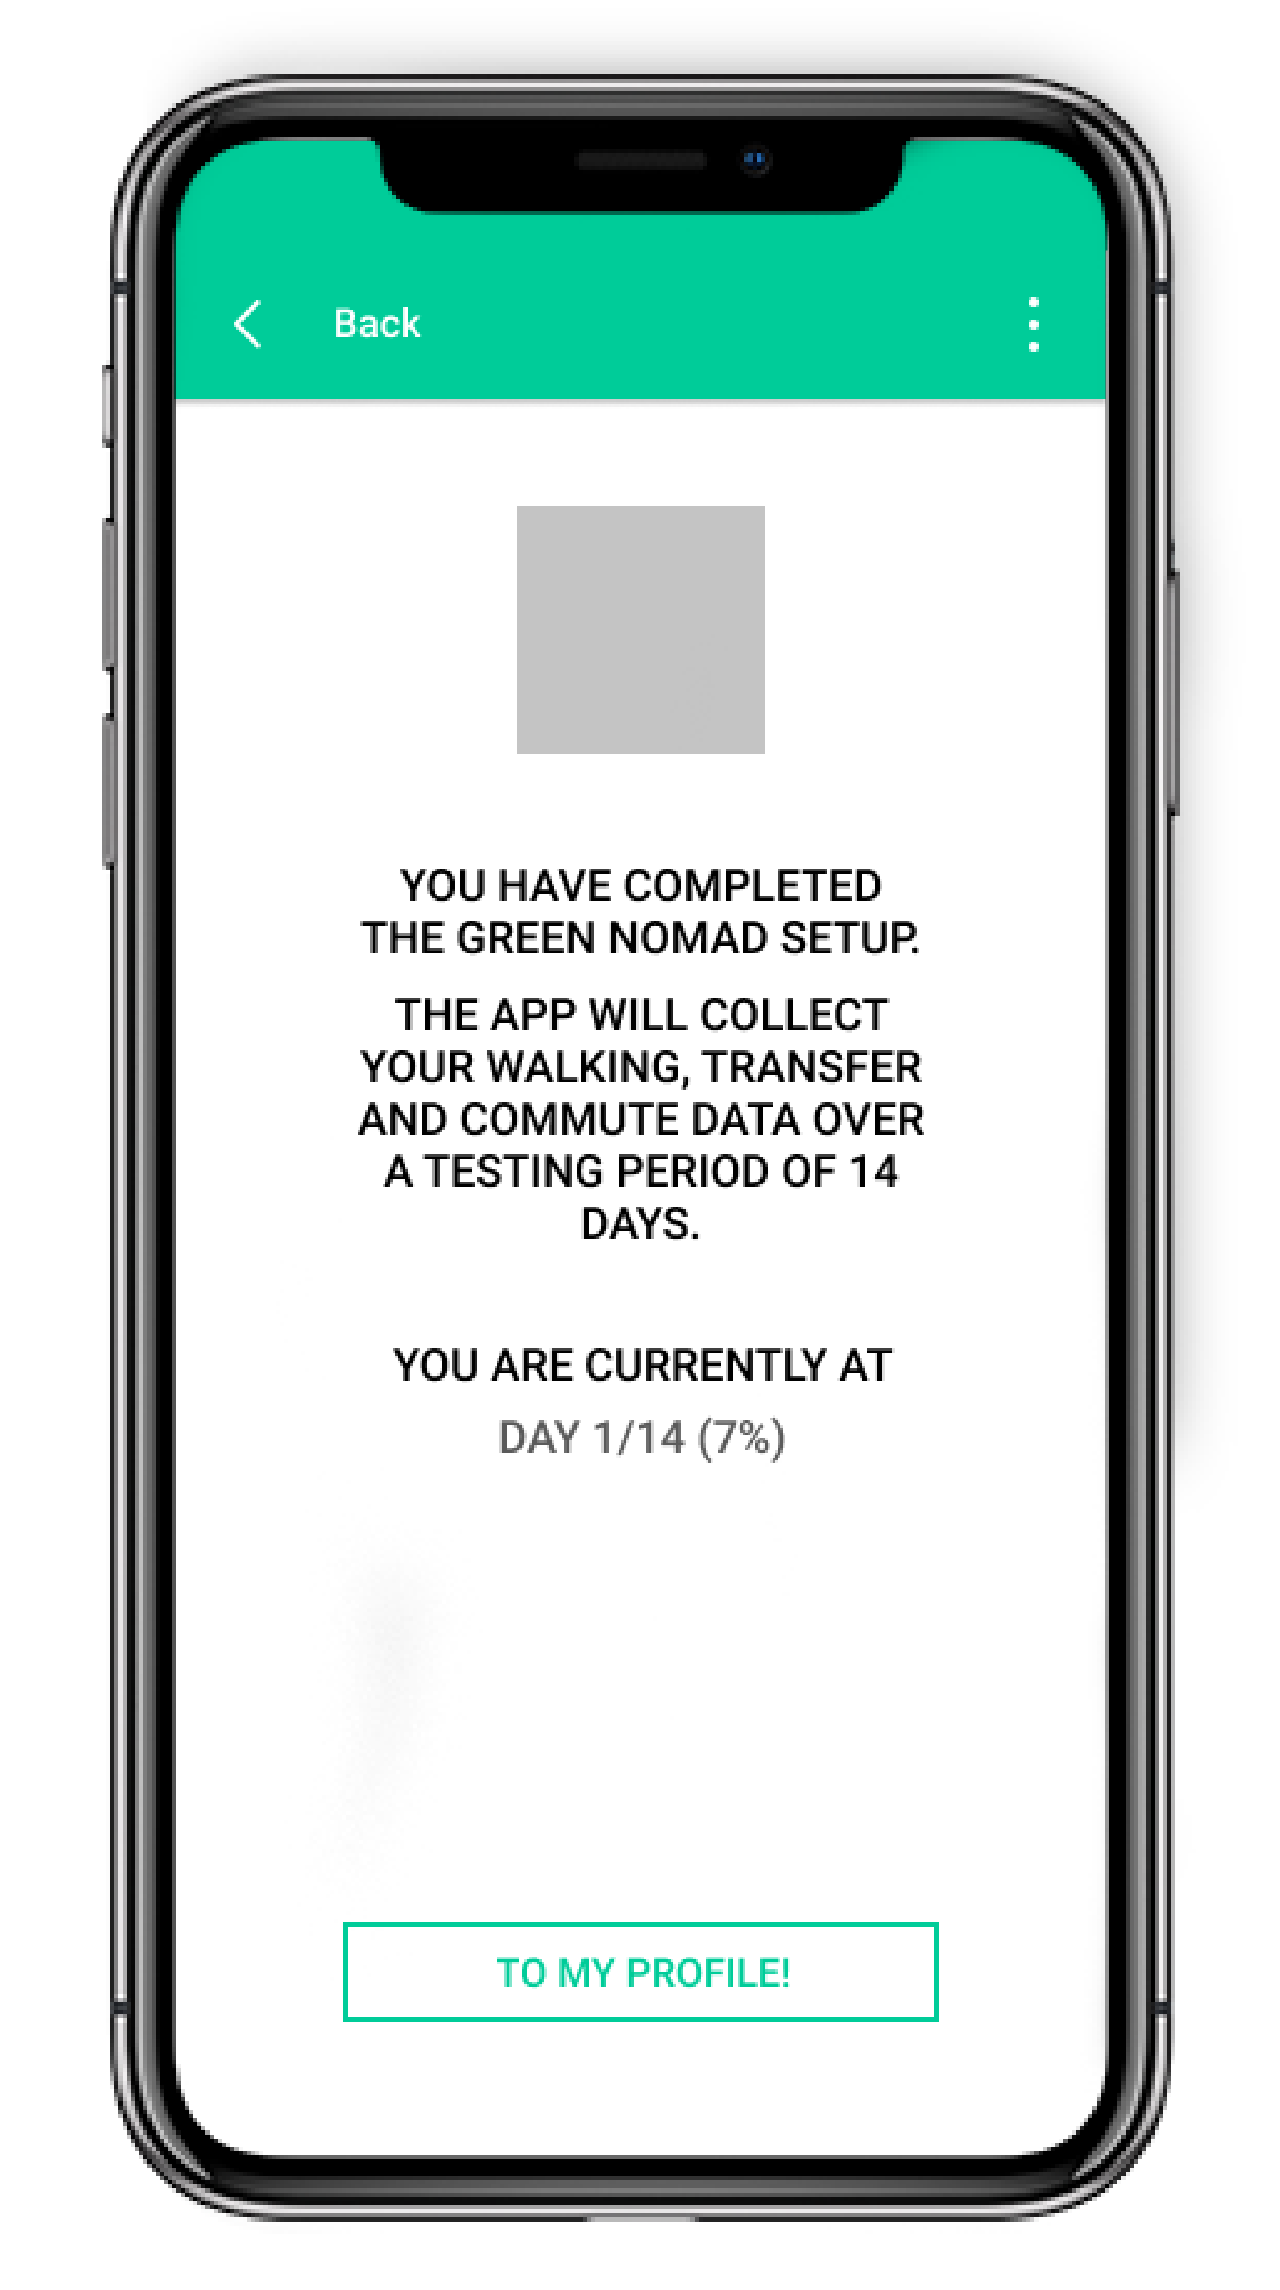 Back
YOU HAVE COMPLETED
THE GREEN NOMAD SETUP.
THE APP WILL COLLECT
YOUR WALKING, TRANSFER
AND COMMUTE DATA OVER
A TESTING PERIOD OF 14
DAYS.
YOU ARE CURRENTLY AT
DAY 1/14 (7%)
TO MY PROFILE!